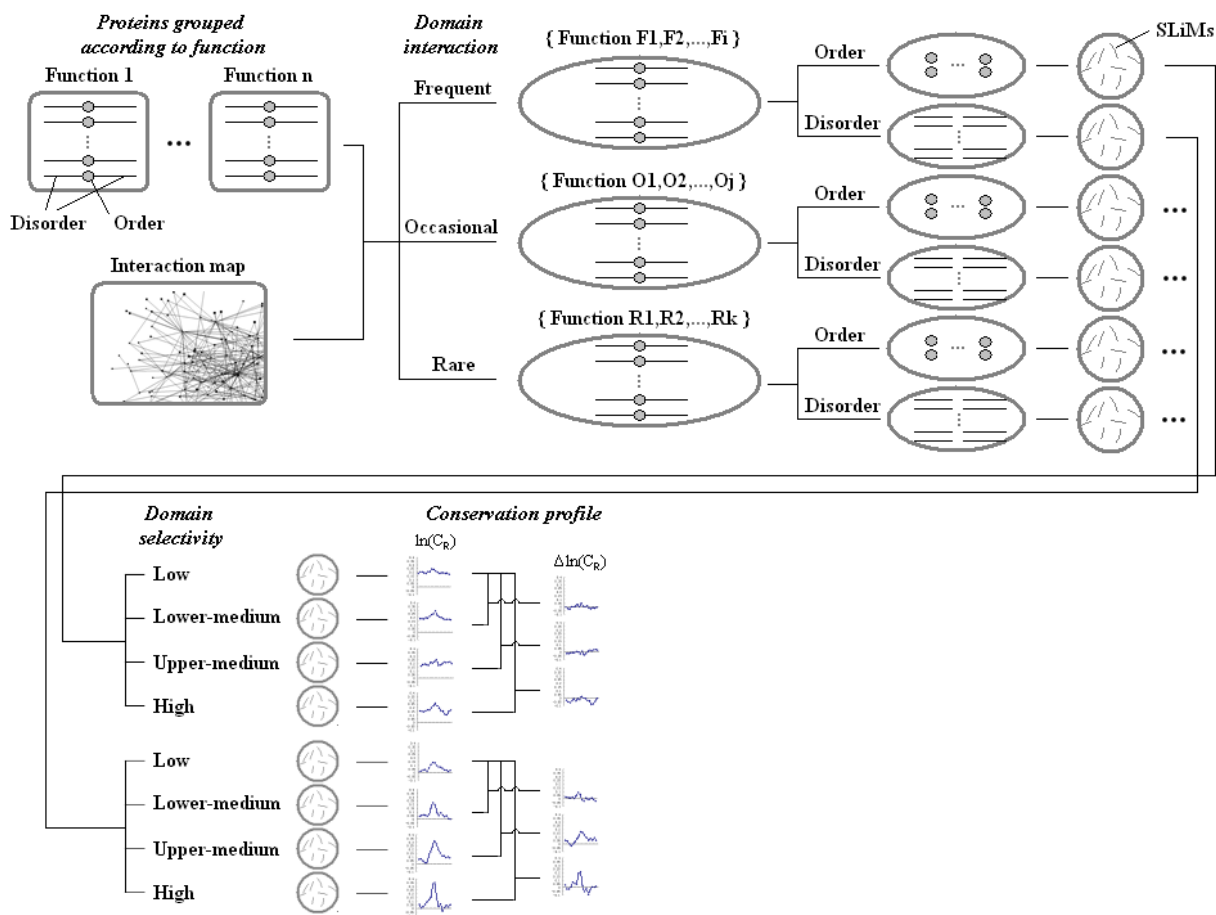 Proteins grouped
according to function
Function 1
Function n
...
Disorder
Order
Interaction map
Domain
interaction
Frequent
Occasional
Rare
{ Function F1,F2,...,Fi }
{ Function O1,O2,...,Oj }
{ Function R1,R2,...,Rk }
Order
Disorder
Order
Disorder
Order
Disorder
SLiMs
...
...
...
...
Domain
selectivity
Conservation profile
ln(C_R)
Δln(C_R)
Low
Lower-medium
Upper-medium
High
Low
Lower-medium
Upper-medium
High